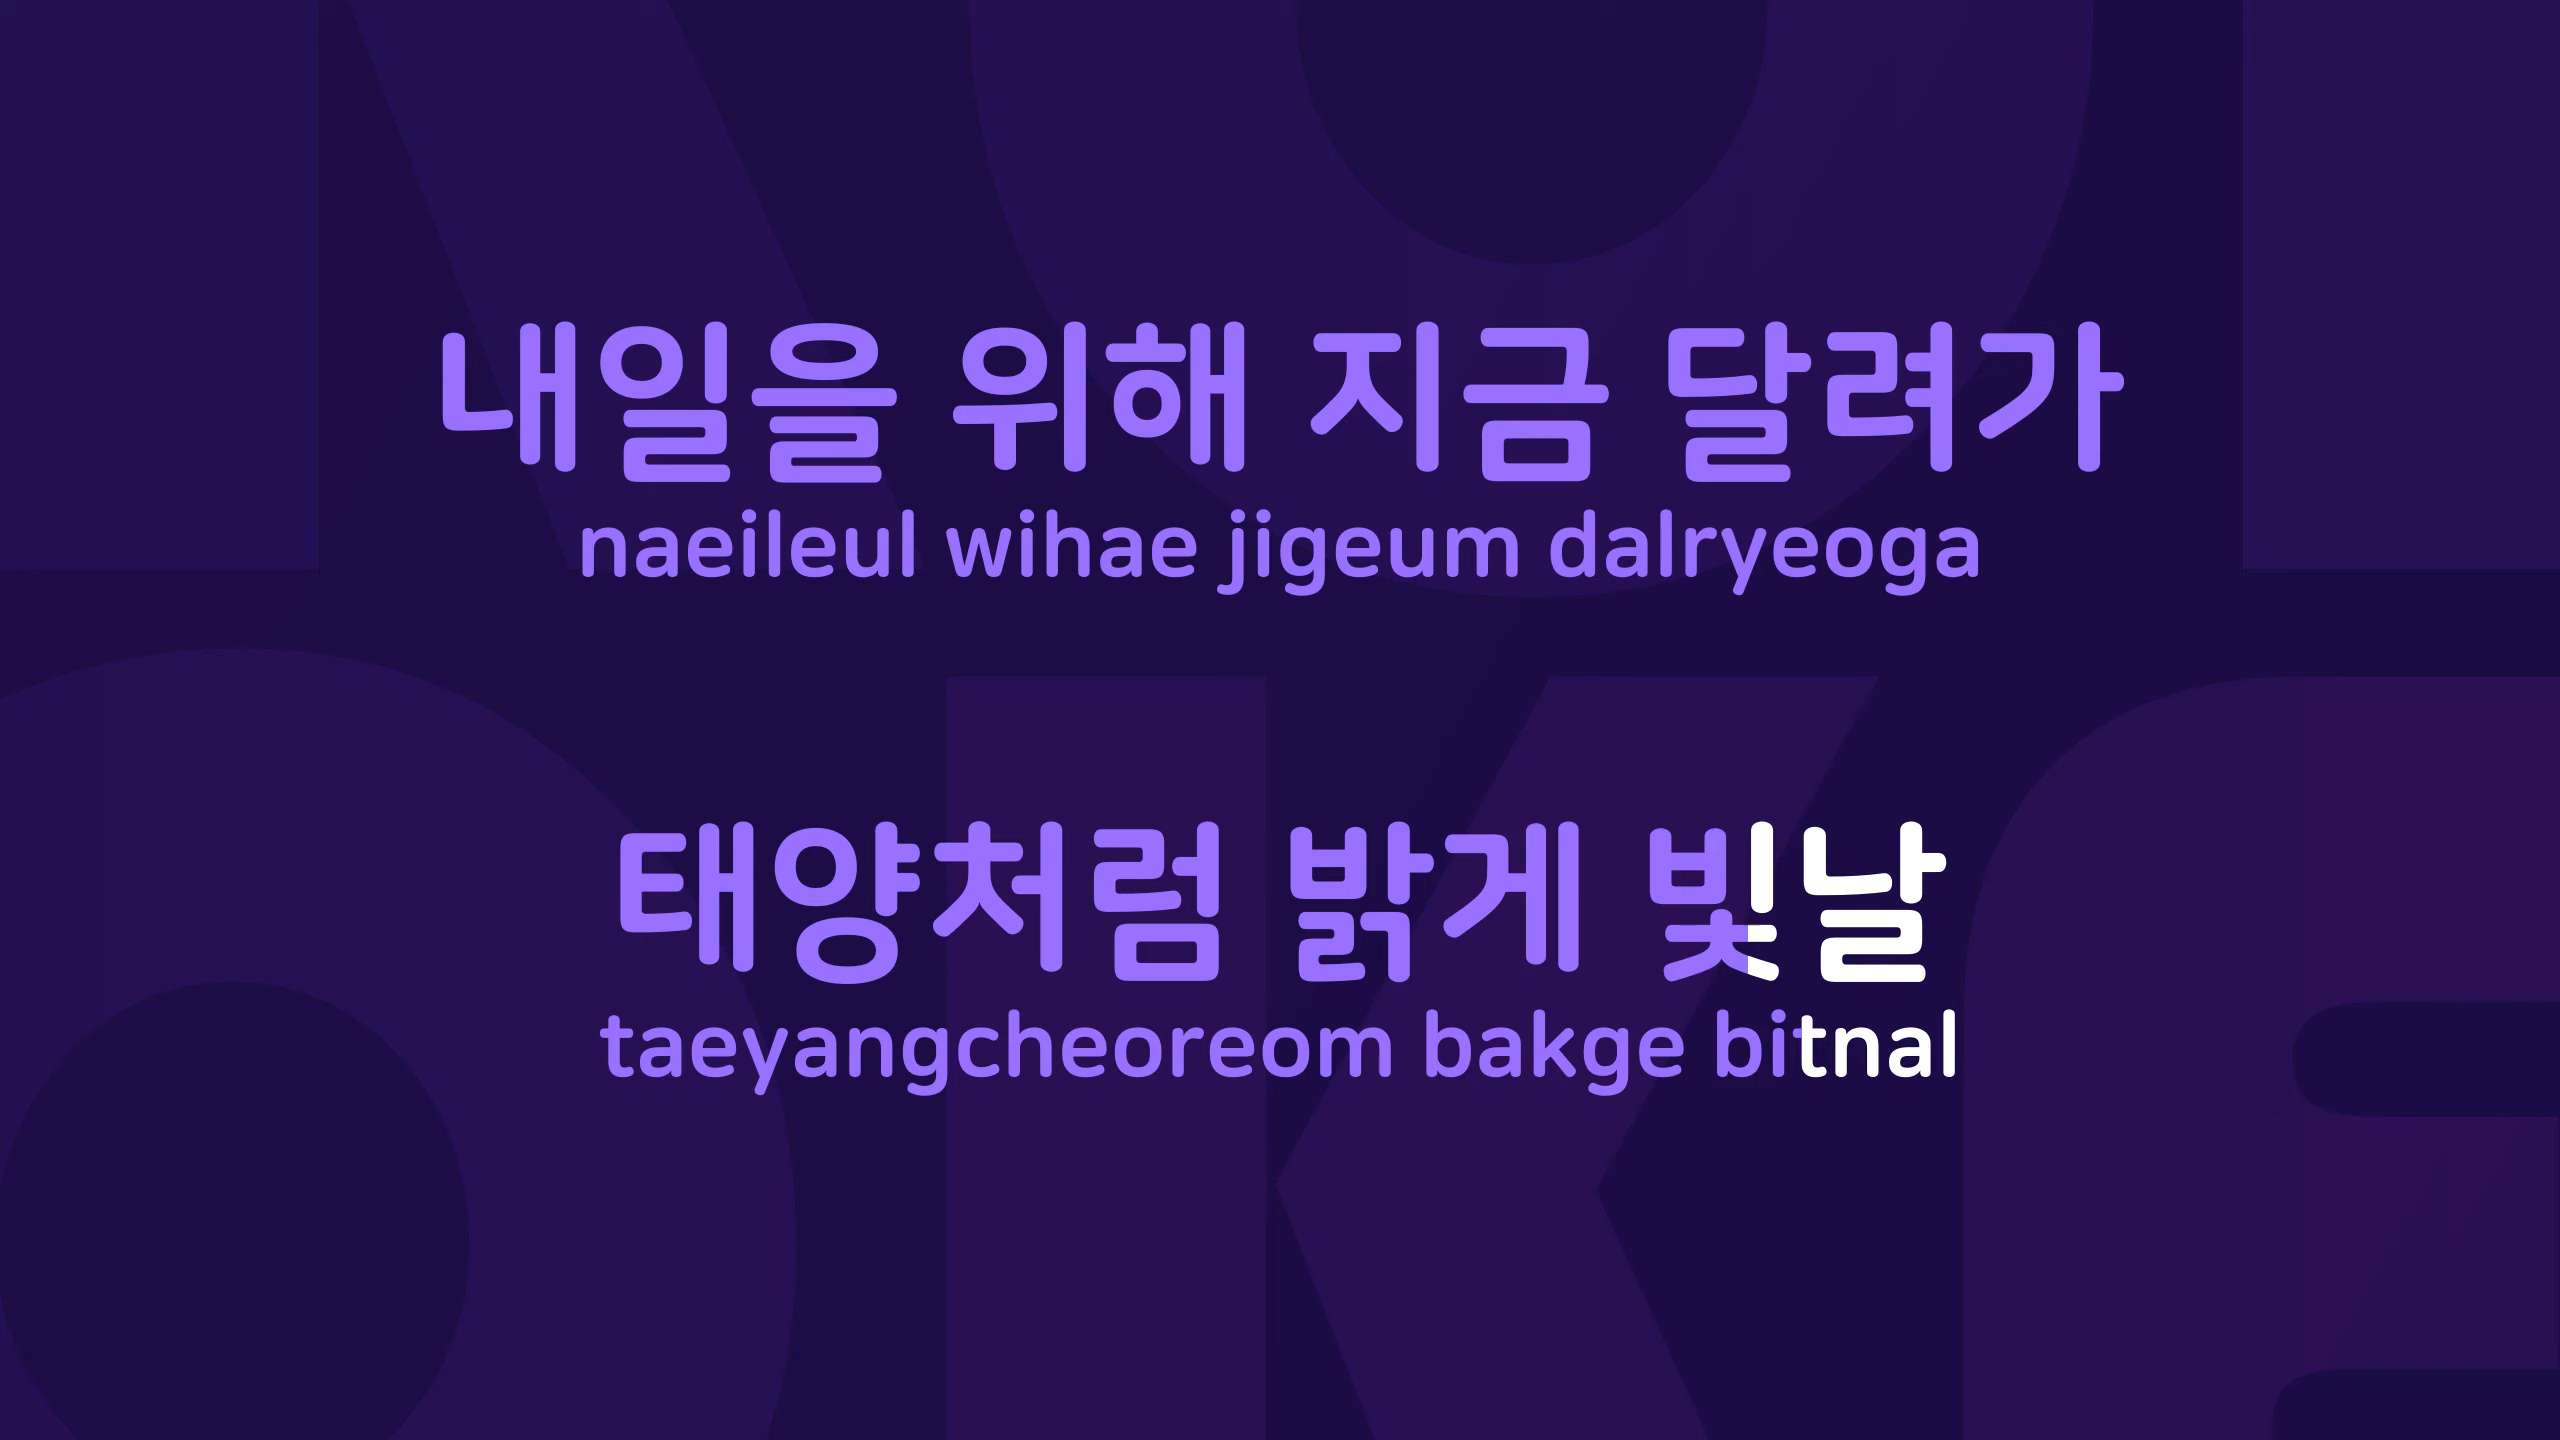 내일을 위해 지금 달려가
naeileul wihae jigeum dalryeoga
태양처럼 밝게 빛날
taeyangcheoreom bakge bitnal